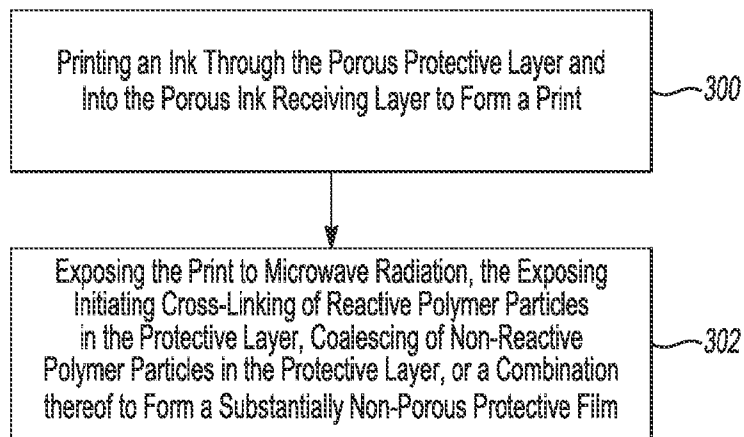 Printing an Ink Through the Porous Protective Layer and
Into the Porous Ink Receiving Layer to Form a Print
300
Exposing the Print to Microwave Radiation, the Exposing
Initiating Cross-Linking of Reactive Polymer Particles
in the Protective Layer, Coalescing of Non-Reactive
Polymer Particles in the Protective Layer, or a Combination
thereof to Form a Substantially Non-Porous Protective Film
302